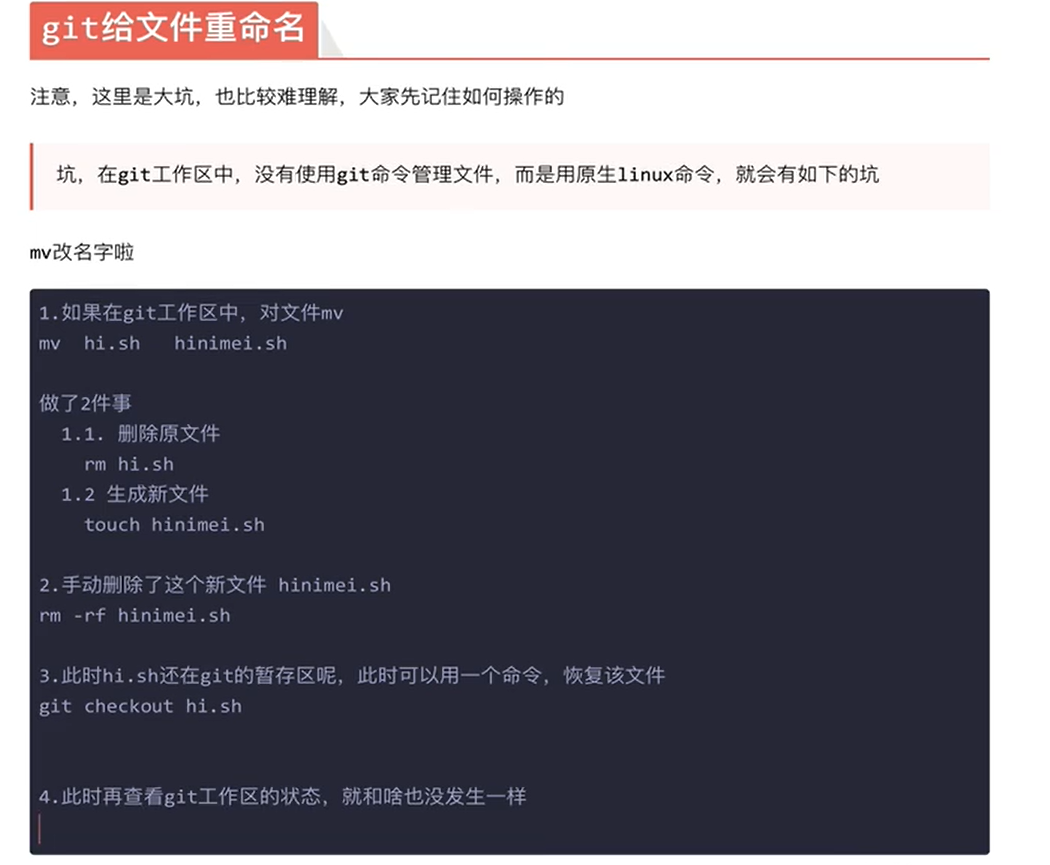 git给文件重命名
注意，这里是大坑，也比较难理解，大家先记住如何操作的
坑，在git工作区中，没有使用git命令管理文件，而是用原生linux命令，就会有如下的坑
mv改名字啦
1.如果在git工作区中，对文件mv
mv  hi.sh   hinimei.sh
做了2件事
  1.1. 删除原文件
    rm hi.sh
  1.2 生成新文件
    touch hinimei.sh
2.手动删除了这个新文件 hinimei.sh
rm -rf hinimei.sh
3.此时hi.sh还在git的暂存区呢，此时可以用一个命令，恢复该文件
git checkout hi.sh
4.此时再查看git工作区的状态，就和啥也没发生一样